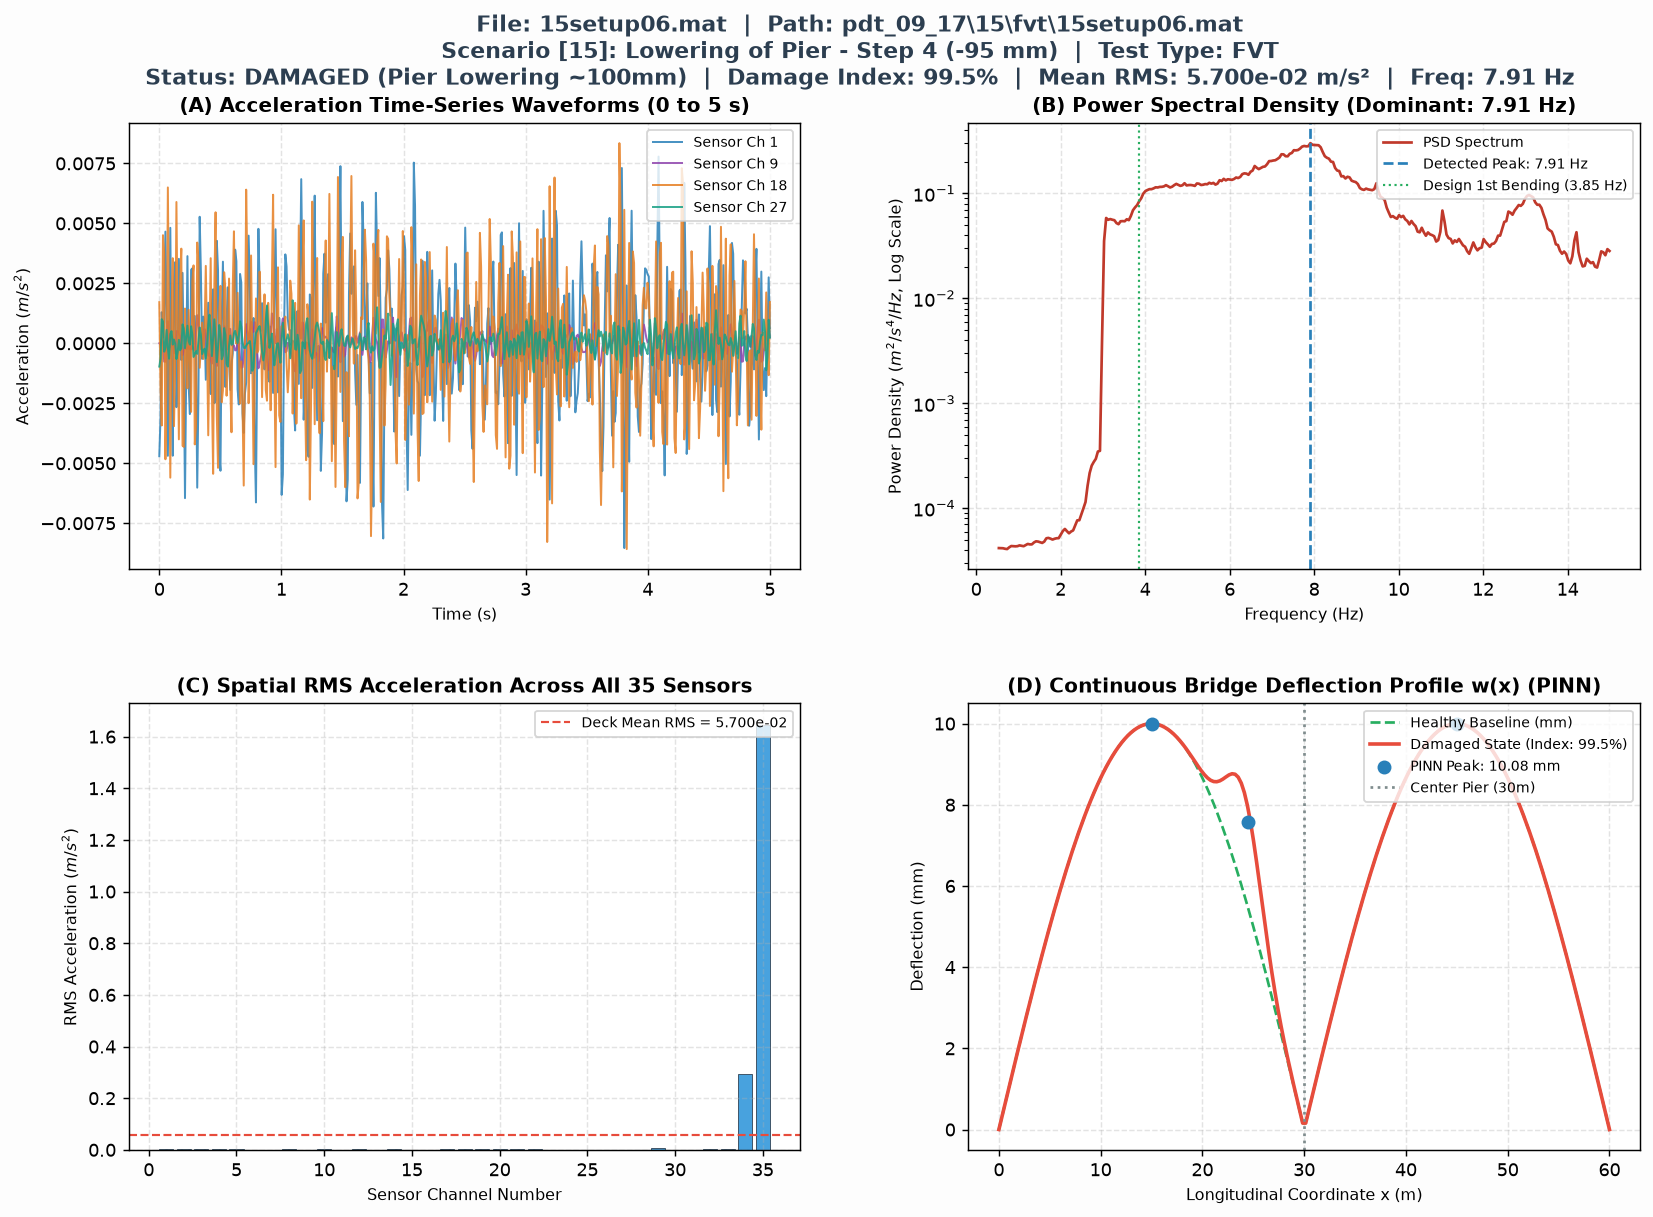 File: 15setup06.mat | Path: pdt_09_17\15\fvt\15setup06.mat
Scenario [15]: Lowering of Pier - Step 4 (-95 mm) | Test Type: FVT
Status: DAMAGED (Pier Lowering ~100mm) | Damage Index: 99.5% | Mean RMS: 5.700e-02 m/s² | Freq: 7.91 Hz
(A) Acceleration Time-Series Waveforms (0 to 5 s)
Sensor Ch 1
Sensor Ch 9
Sensor Ch 18
Sensor Ch 27
0.0075
0.0050
0.0025
0.0000
−0.0025
−0.0050
−0.0075
Acceleration (m/s²)
0 1 2 3 4 5
Time (s)
(B) Power Spectral Density (Dominant: 7.91 Hz)
PSD Spectrum
Detected Peak: 7.91 Hz
Design 1st Bending (3.85 Hz)
10⁻¹
10⁻²
10⁻³
10⁻⁴
Power Density (m²/s⁴/Hz, Log Scale)
0 2 4 6 8 10 12 14
Frequency (Hz)
(C) Spatial RMS Acceleration Across All 35 Sensors
Deck Mean RMS = 5.700e-02
1.6
1.4
1.2
1.0
0.8
0.6
0.4
0.2
0.0
RMS Acceleration (m/s²)
0 5 10 15 20 25 30 35
Sensor Channel Number
(D) Continuous Bridge Deflection Profile w(x) (PINN)
Healthy Baseline (mm)
Damaged State (Index: 99.5%)
PINN Peak: 10.08 mm
Center Pier (30m)
10
8
6
4
2
0
Deflection (mm)
0 10 20 30 40 50 60
Longitudinal Coordinate x (m)